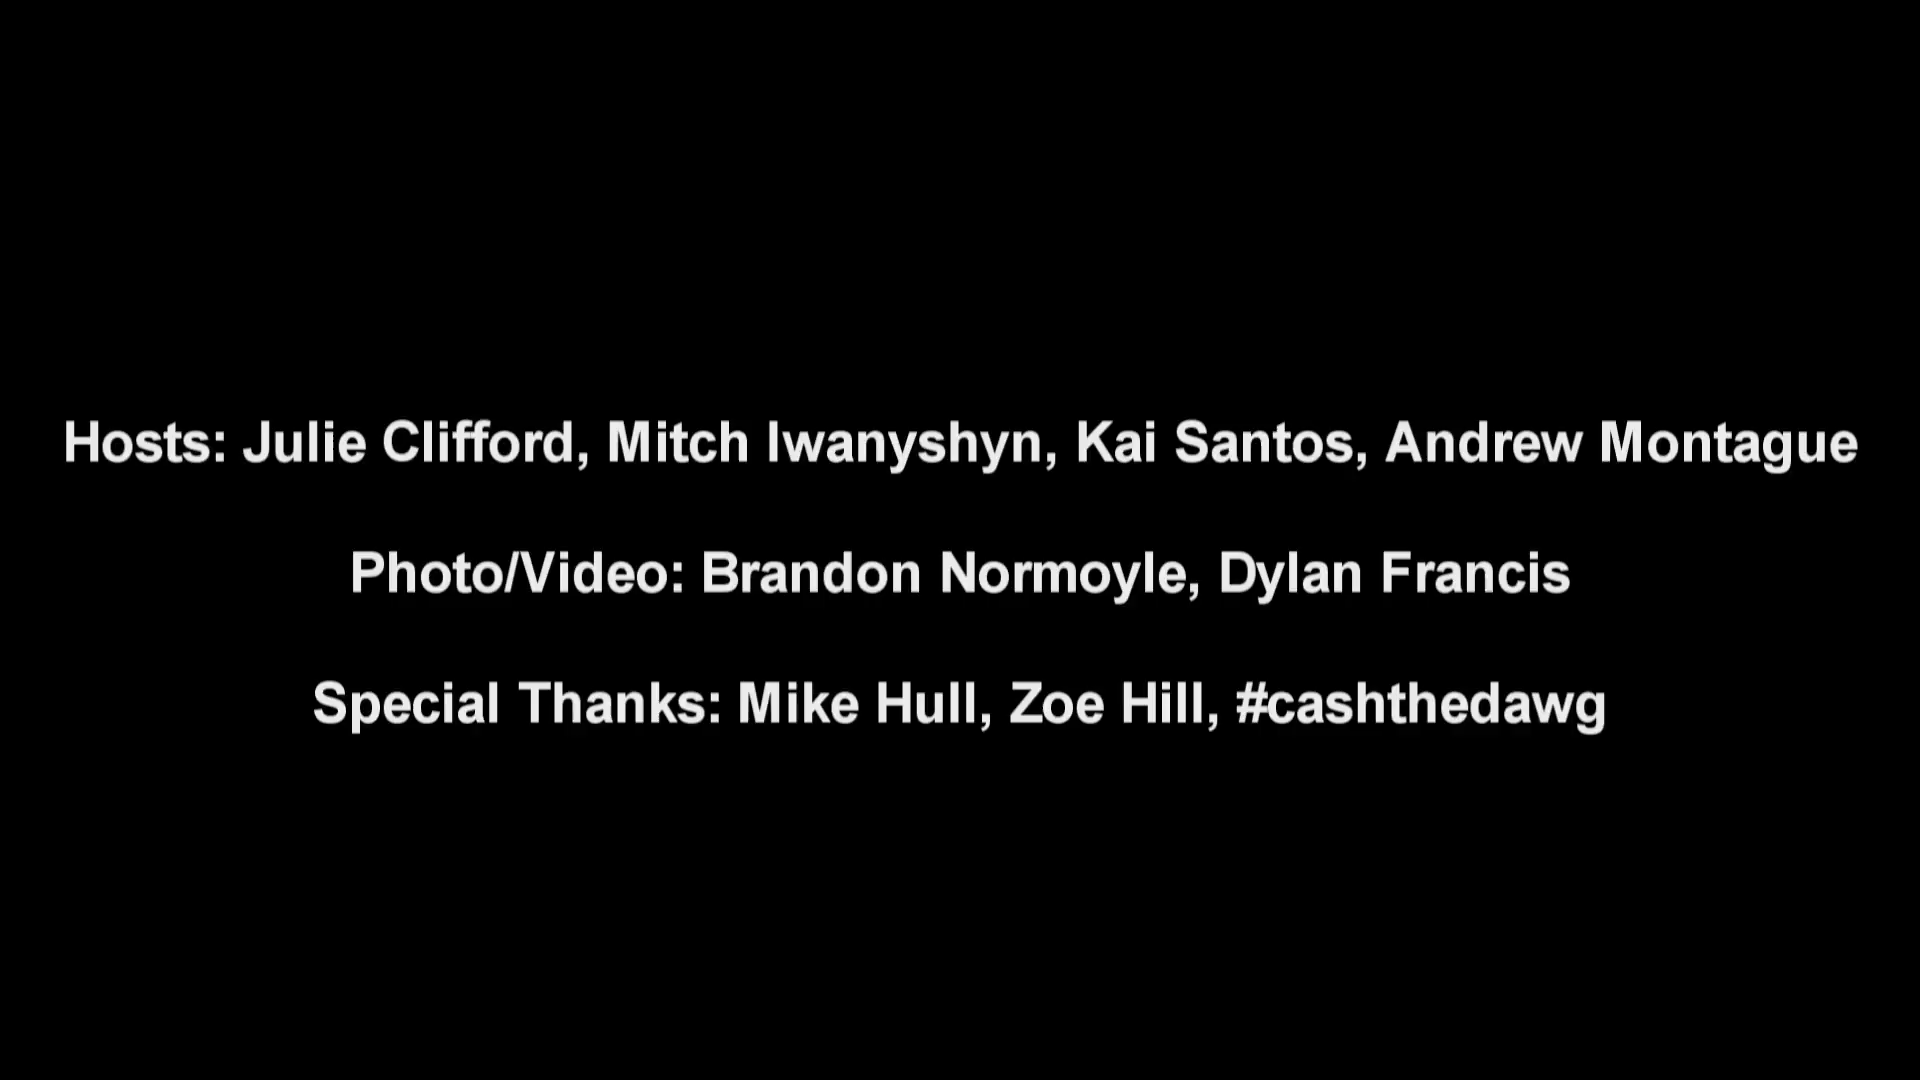 Hosts: Julie Clifford, Mitch Iwanyshyn, Kai Santos, Andrew Montague
Photo/Video: Brandon Normoyle, Dylan Francis
Special Thanks: Mike Hull, Zoe Hill, #cashthedawg